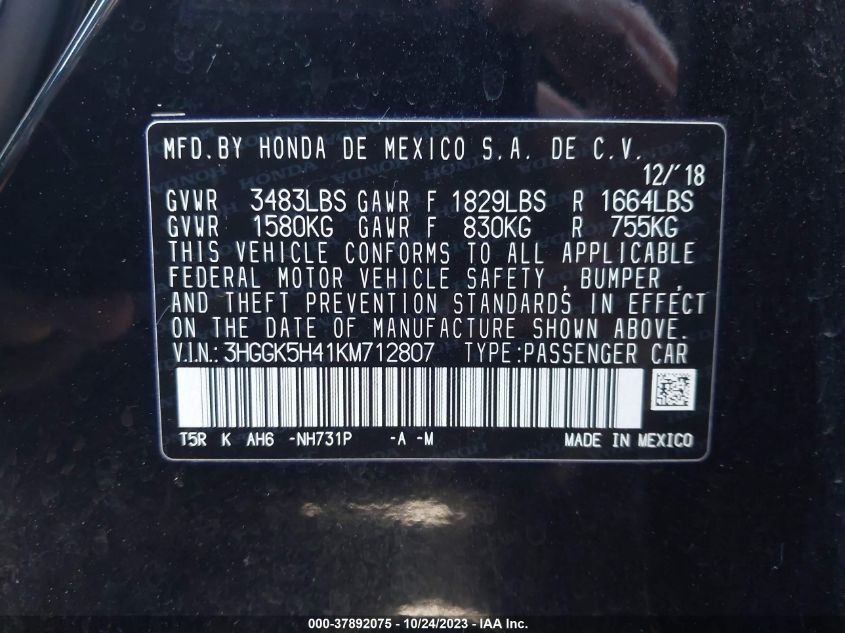 MFD.BY HONDA DE MEXICO S.A. DE C.V.
12/'18
GVWR 3483LBS GAWR F 1829LBS R 1664LBS
GVWR 1580KG GAWR F 830KG R 755KG
THIS VEHICLE CONFORMS TO ALL APPLICABLE
FEDERAL MOTOR VEHICLE SAFETY , BUMPER ,
AND THEFT PREVENTION STANDARDS IN EFFECT
ON THE DATE OF MANUFACTURE SHOWN ABOVE.
V.I.N.: 3HGGK5H41KM712807 TYPE:PASSENGER CAR
T5R K AH6 -NH731P -A -M MADE IN MEXICO
000-37892075 - 10/24/2023 - IAA Inc.